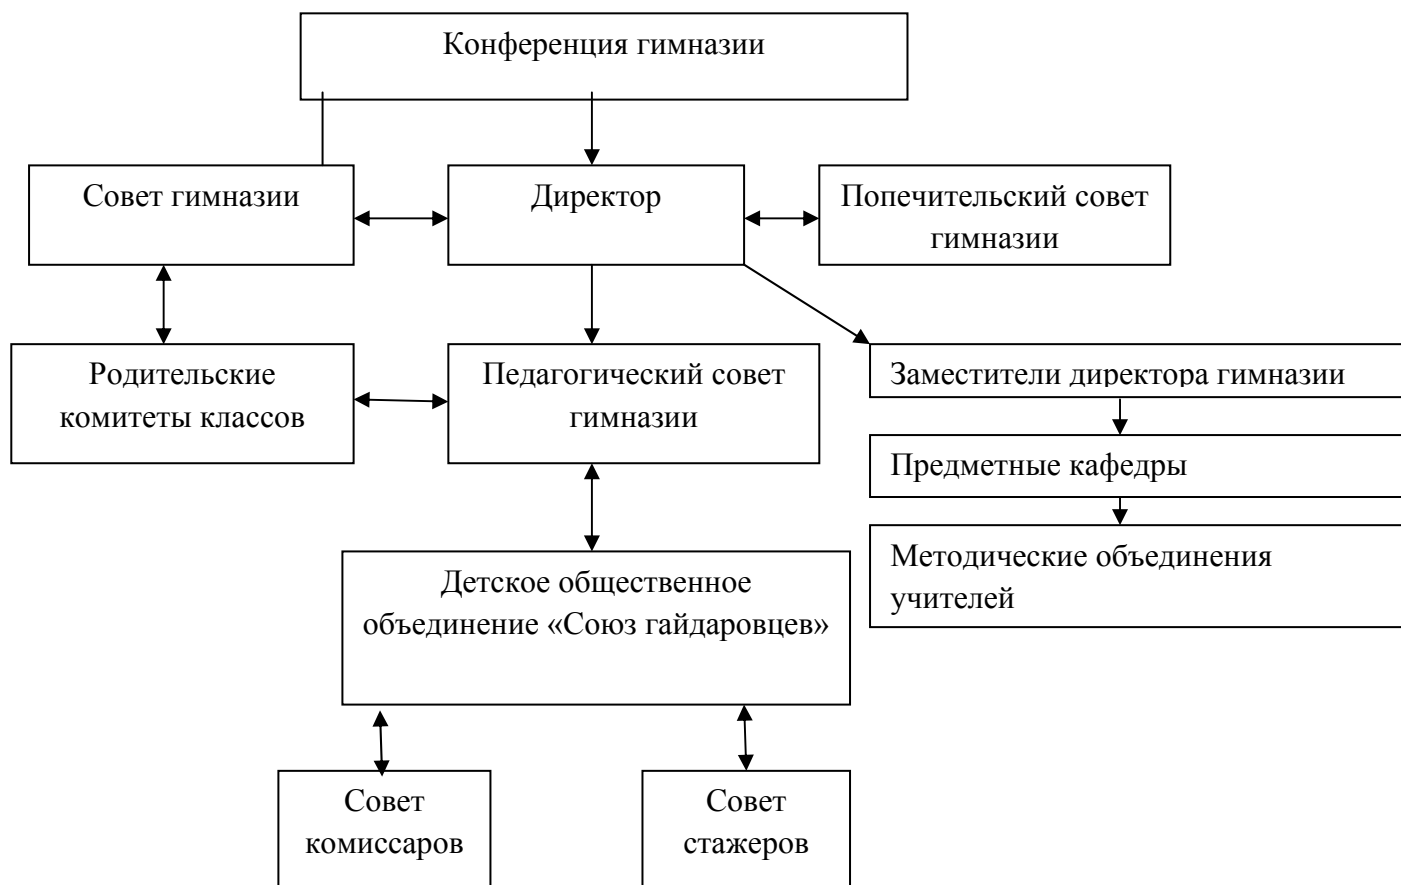 Конференция гимназии
Совет гимназии
Директор
Попечительский совет
гимназии
Родительские
комитеты классов
Педагогический совет
гимназии
Заместители директора гимназии
Предметные кафедры
Методические объединения
учителей
Детское общественное
объединение «Союз гайдаровцев»
Совет
комиссаров
Совет
стажеров